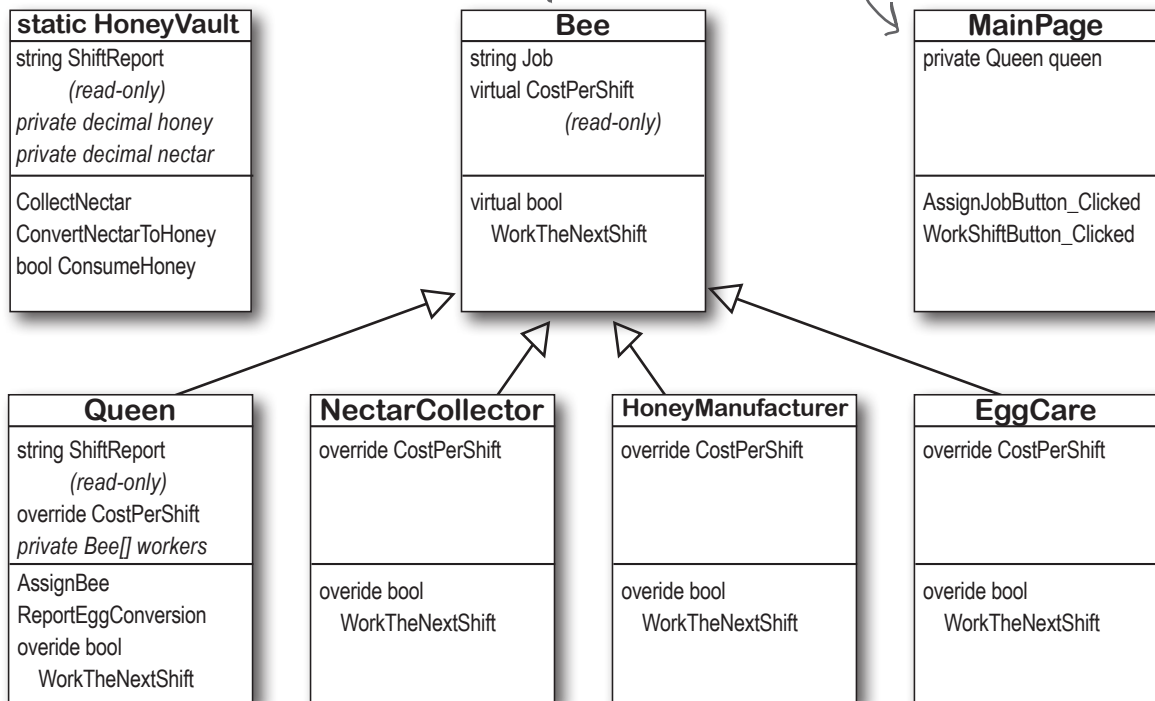 static HoneyVault
string ShiftReport
(read-only)
private decimal honey
private decimal nectar
CollectNectar
ConvertNectarToHoney
bool ConsumeHoney
Bee
string Job
virtual CostPerShift
(read-only)
virtual bool
WorkTheNextShift
MainPage
private Queen queen
AssignJobButton_Clicked
WorkShiftButton_Clicked
Queen
string ShiftReport
(read-only)
override CostPerShift
private Bee[] workers
AssignBee
ReportEggConversion
overide bool
WorkTheNextShift
NectarCollector
override CostPerShift
overide bool
WorkTheNextShift
HoneyManufacturer
override CostPerShift
overide bool
WorkTheNextShift
EggCare
override CostPerShift
overide bool
WorkTheNextShift